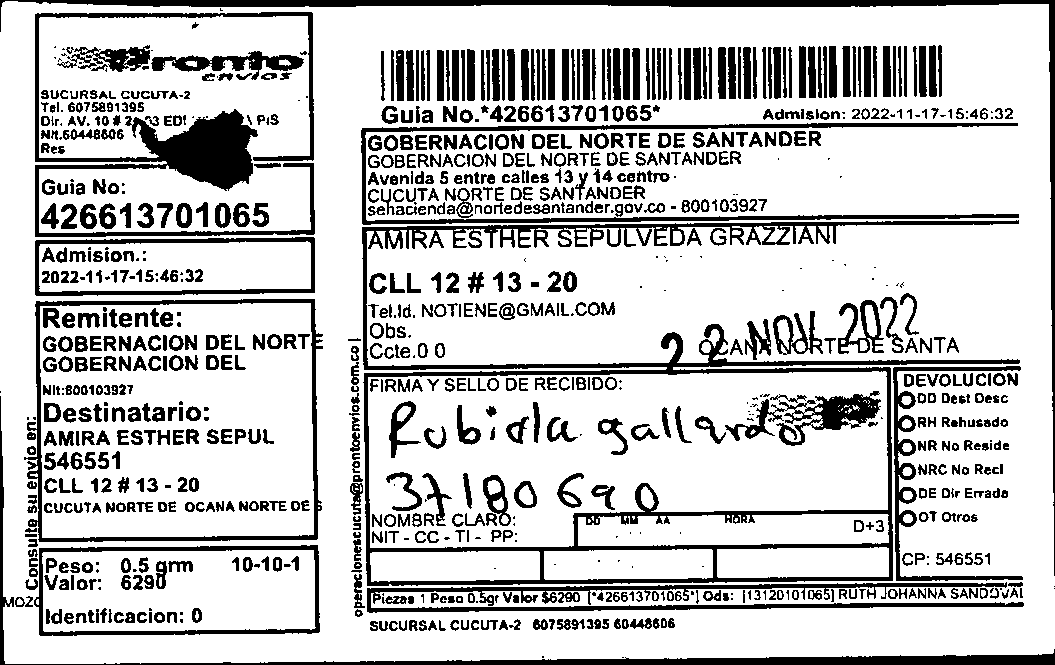 Pronto
envios
SUCURSAL CUCUTA-2
Tel. 6075891395
Dir. AV. 10 # PIS
Nit.60448606
Res
Guia No:
426613701065
Admision.:
2022-11-17-15:46:32
Remitente:
GOBERNACION DEL NORTE
GOBERNACION DEL
Nit:800103927
Destinatario:
AMIRA ESTHER SEPUL
546551
CLL 12 # 13 - 20
CUCUTA NORTE DE OCANA NORTE DE S
Peso: 0.5 grm 10-10-1
Valor: 6290
Identificacion: 0
Consulte su envio en:
Guia No.*426613701065*
Admision: 2022-11-17-15:46:32
GOBERNACION DEL NORTE DE SANTANDER
GOBERNACION DEL NORTE DE SANTANDER
Avenida 5 entre calles 13 y 14 centro
CUCUTA NORTE DE SANTANDER
sehacienda@nortedesantander.gov.co - 800103927
AMIRA ESTHER SEPULVEDA GRAZZIANI
CLL 12 # 13 - 20
Tel.Id. NOTIENE@GMAIL.COM
Obs.
Ccte.0 0
22 NOV 2022
OCANA NORTE DE SANTA
operacionescucuta@prontoenvios.com.co |
FIRMA Y SELLO DE RECIBIDO:
Rubiela gallardo
37180690
NOMBRE CLARO:
NIT - CC - TI - PP:
DD MM AA HORA
D+3
DEVOLUCION
DD Dest Desc
RH Rehusado
NR No Reside
NRC No Recl
DE Dir Errada
OT Otros
CP: 546551
Piezas 1 Peso 0.5gr Valor $6290 [*426613701065*] Ods: [13120101065] RUTH JOHANNA SANDOVAL
SUCURSAL CUCUTA-2 6075891395 60448606